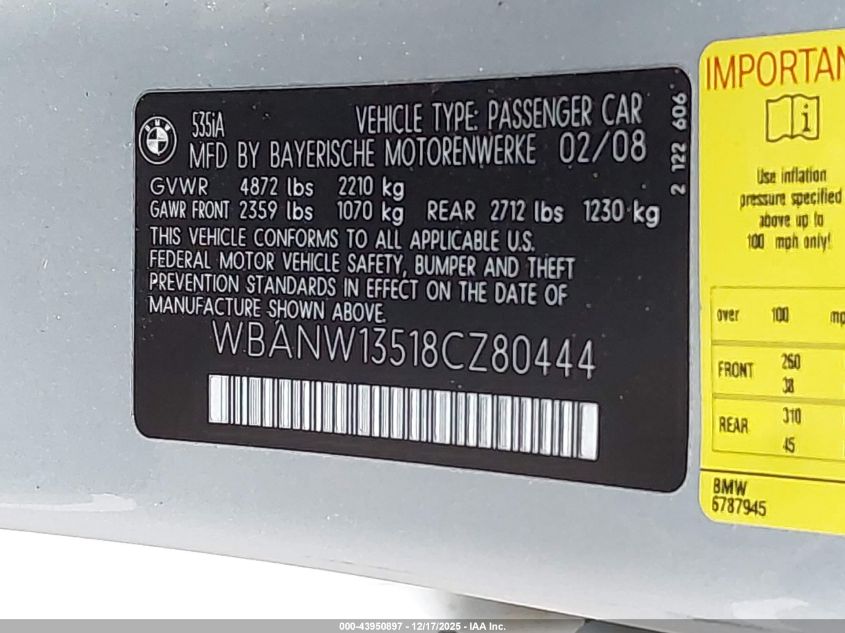 BMW
535iA
VEHICLE TYPE: PASSENGER CAR
MFD BY BAYERISCHE MOTORENWERKE 02/08
GVWR 4872 lbs 2210 kg
GAWR FRONT 2359 lbs 1070 kg REAR 2712 lbs 1230 kg
THIS VEHICLE CONFORMS TO ALL APPLICABLE U.S.
FEDERAL MOTOR VEHICLE SAFETY, BUMPER AND THEFT
PREVENTION STANDARDS IN EFFECT ON THE DATE OF
MANUFACTURE SHOWN ABOVE.
WBANW13518CZ80444
2 122 606
IMPORTAN
i
Use inflation
pressure specified
above up to
100 mph only!
over 100 mp
FRONT 260
38
REAR 310
45
BMW
6787945
000-43950897 - 12/17/2025 - IAA Inc.